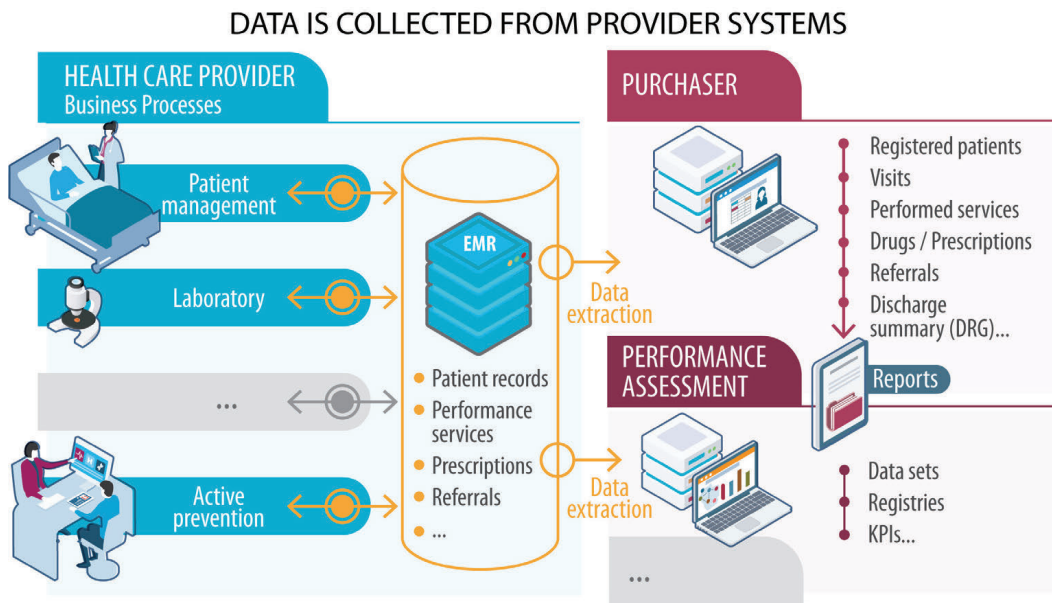 DATA IS COLLECTED FROM PROVIDER SYSTEMS
HEALTH CARE PROVIDER
Business Processes
Patient
management
Laboratory
...
Active
prevention
EMR
Patient records
Performance
services
Prescriptions
Referrals
...
Data
extraction
Data
extraction
PURCHASER
Registered patients
Visits
Performed services
Drugs / Prescriptions
Referrals
Discharge
summary (DRG)...
Reports
PERFORMANCE
ASSESSMENT
Data sets
Registries
KPIs...
...